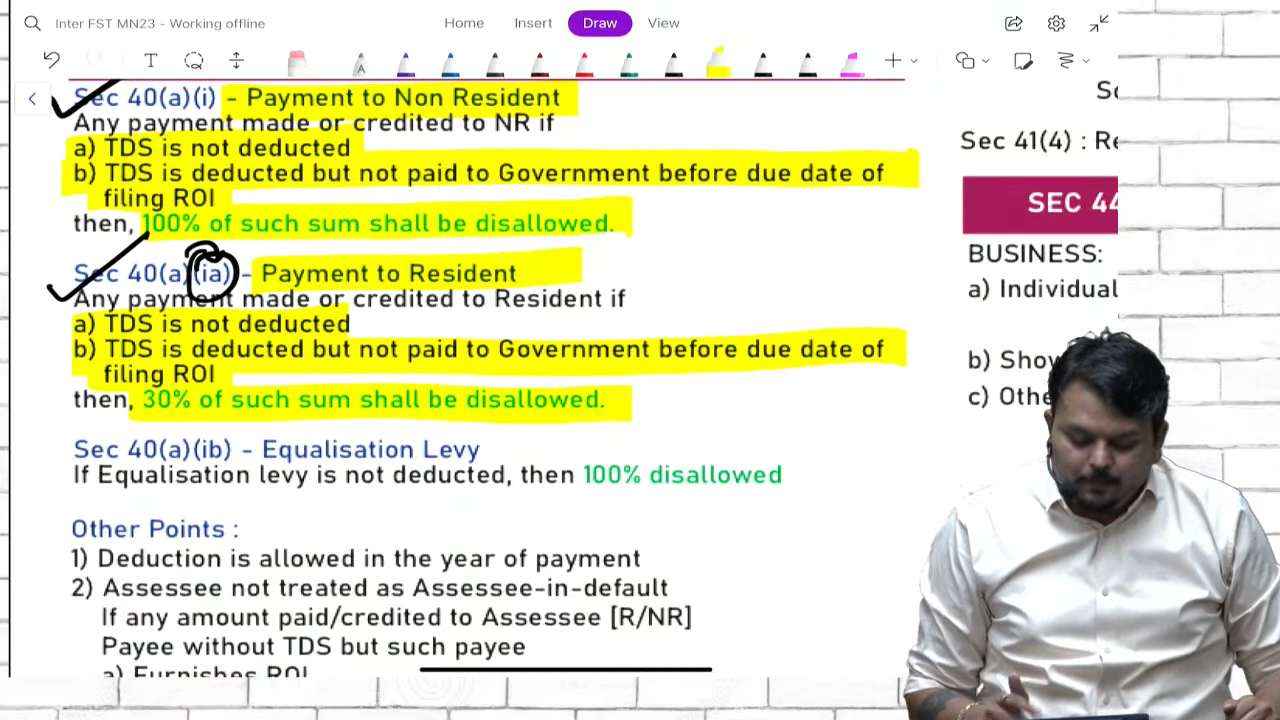 Inter FST MN23 - Working offline
Home Insert Draw View
Sec 40(a)(i) - Payment to Non Resident
Any payment made or credited to NR if
a) TDS is not deducted
b) TDS is deducted but not paid to Government before due date of
filing ROI
then, 100% of such sum shall be disallowed.
Sec 40(a)(ia) - Payment to Resident
Any payment made or credited to Resident if
a) TDS is not deducted
b) TDS is deducted but not paid to Government before due date of
filing ROI
then, 30% of such sum shall be disallowed.
Sec 40(a)(ib) - Equalisation Levy
If Equalisation levy is not deducted, then 100% disallowed
Other Points :
1) Deduction is allowed in the year of payment
2) Assessee not treated as Assessee-in-default
If any amount paid/credited to Assessee [R/NR]
Payee without TDS but such payee
a) Furnishes ROI
Sec 41(4) : Re
SEC 44
BUSINESS:
a) Individual
b) Show
c) Othe